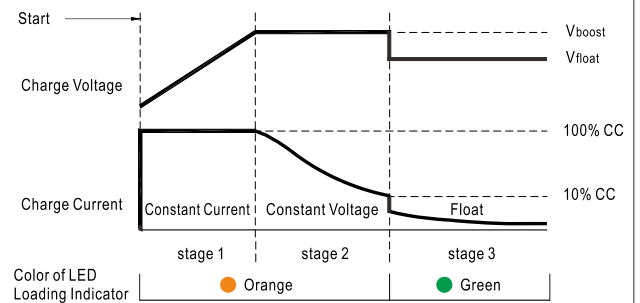 Start
Vboost
Vfloat
Charge Voltage
100% CC
10% CC
Charge Current
Constant Current
Constant Voltage
Float
stage 1
stage 2
stage 3
Color of LED
Loading Indicator
Orange
Green